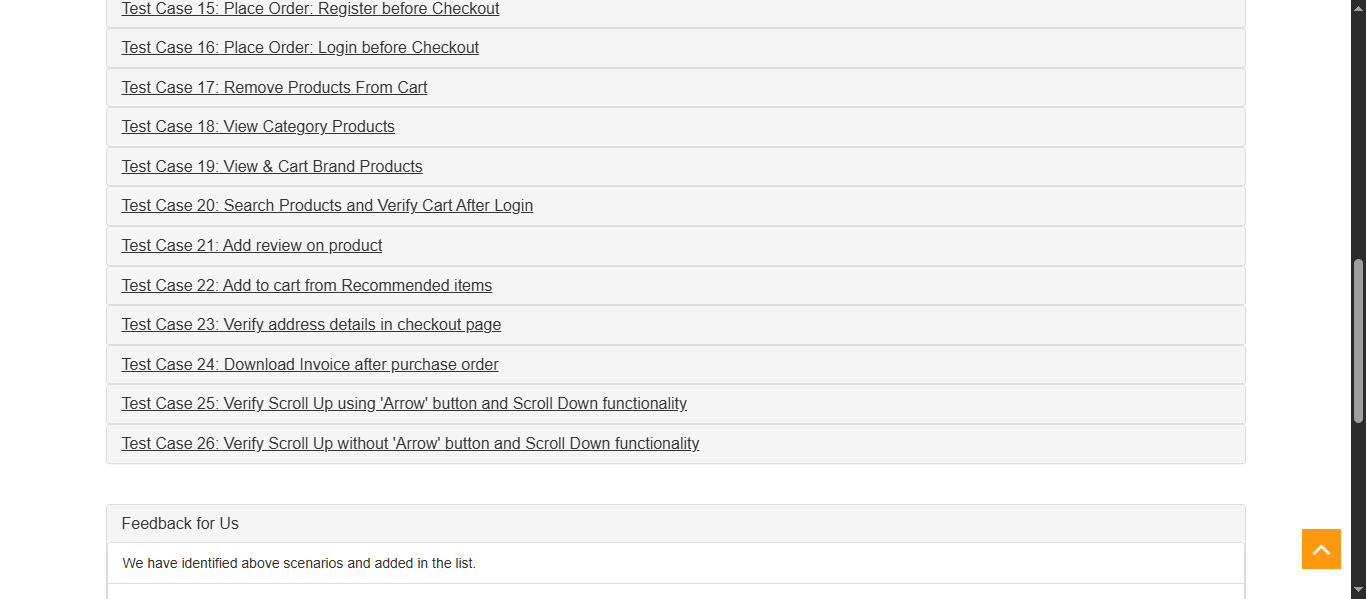 Test Case 15: Place Order: Register before Checkout
Test Case 16: Place Order: Login before Checkout
Test Case 17: Remove Products From Cart
Test Case 18: View Category Products
Test Case 19: View & Cart Brand Products
Test Case 20: Search Products and Verify Cart After Login
Test Case 21: Add review on product
Test Case 22: Add to cart from Recommended items
Test Case 23: Verify address details in checkout page
Test Case 24: Download Invoice after purchase order
Test Case 25: Verify Scroll Up using 'Arrow' button and Scroll Down functionality
Test Case 26: Verify Scroll Up without 'Arrow' button and Scroll Down functionality
Feedback for Us
We have identified above scenarios and added in the list.